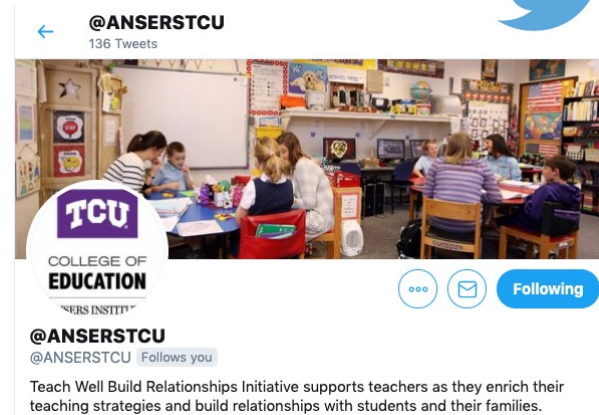 @ANSERSTCU
136 Tweets
STOP
TCU
COLLEGE OF
EDUCATION
Following
@ANSERSTCU
@ANSERSTCU Follows you
Teach Well Build Relationships Initiative supports teachers as they enrich their
teaching strategies and build relationships with students and their families.